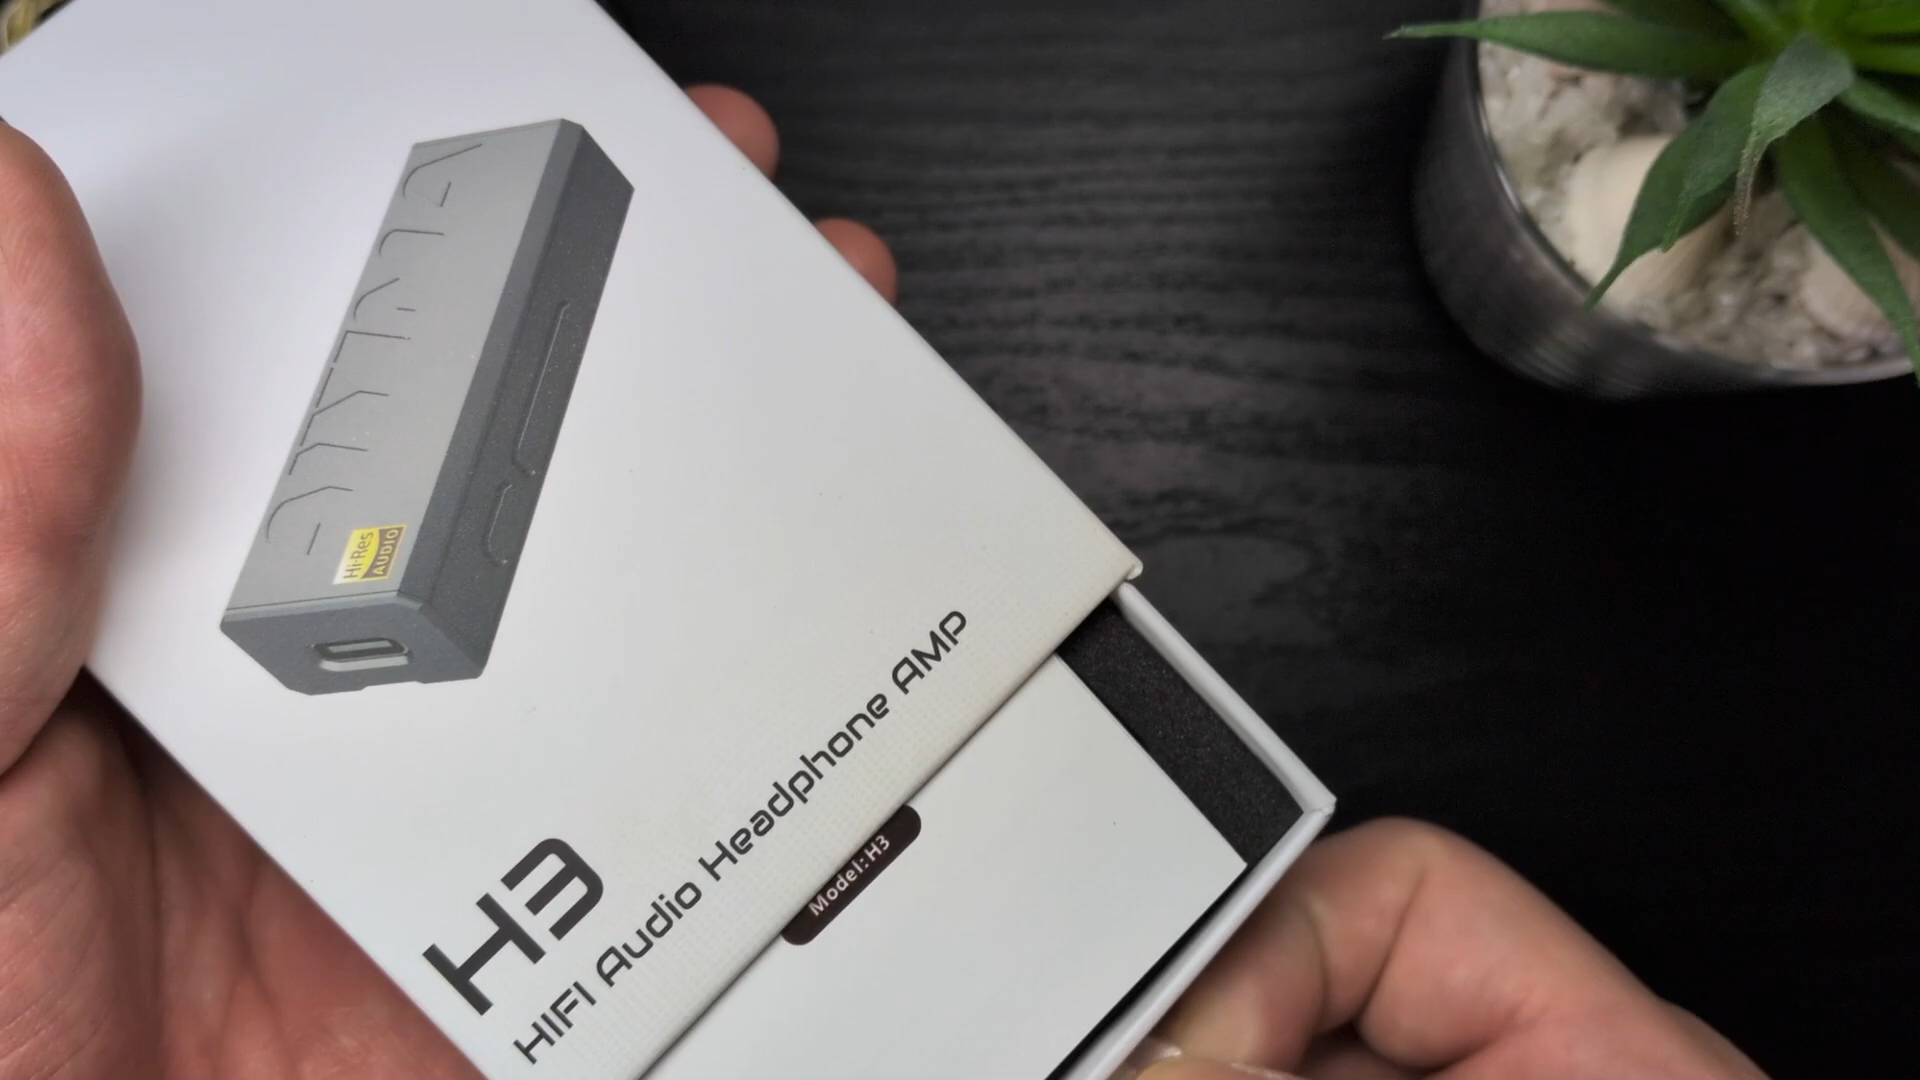 Hi-Res
AUDIO
H3
HIFI Audio Headphone AMP
Model: H3